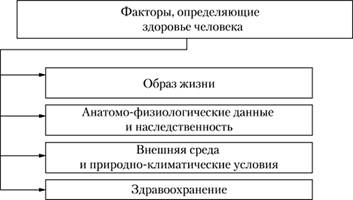 Факторы, определяющие
здоровье человека
Образ жизни
Анатомо-физиологические данные
и наследственность
Внешняя среда
и природно-климатические условия
Здравоохранение